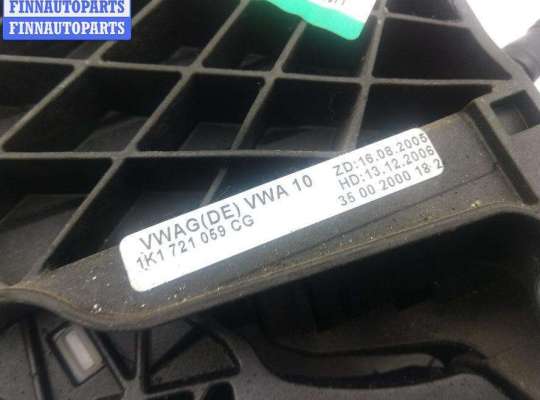 FINNAUTOPARTS
FINNAUTOPARTS
VWAG(DE) VWA 10
1K1 721 059 CG
ZD:16.08.2005
HD:13.12.2006
35 00 2000 18 2